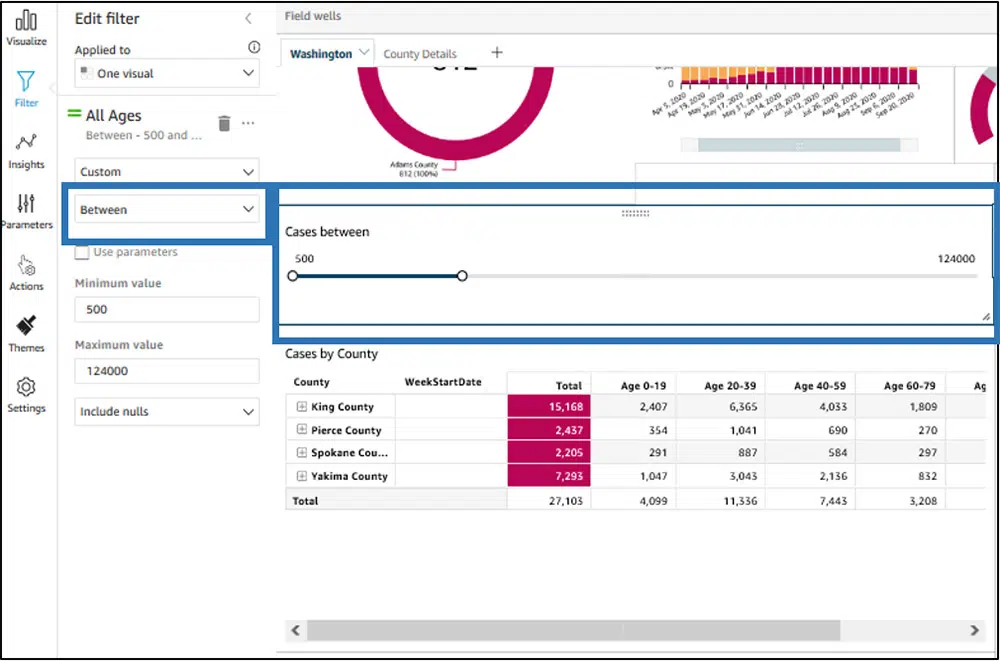 Visualize
Filter
Insights
Parameters
Actions
Themes
Settings
Edit filter
Applied to
One visual
All Ages
Between - 500 and ...
Custom
Between
Use parameters
Minimum value
500
Maximum value
124000
Include nulls
Field wells
Washington
County Details
Adams County
612 (100%)
0
Apr 5, 2020
Apr 19, 2020
May 3, 2020
May 17, 2020
May 31, 2020
Jun 14, 2020
Jun 28, 2020
Jul 12, 2020
Jul 26, 2020
Aug 9, 2020
Aug 23, 2020
Sep 6, 2020
Sep 20, 2020
Cases between
500 124000
Cases by County
County WeekStartDate Total Age 0-19 Age 20-39 Age 40-59 Age 60-79 Ag
King County 15,168 2,407 6,365 4,033 1,809
Pierce County 2,437 354 1,041 690 270
Spokane Cou... 2,205 291 887 584 297
Yakima County 7,293 1,047 3,043 2,136 832
Total 27,103 4,099 11,336 7,443 3,208